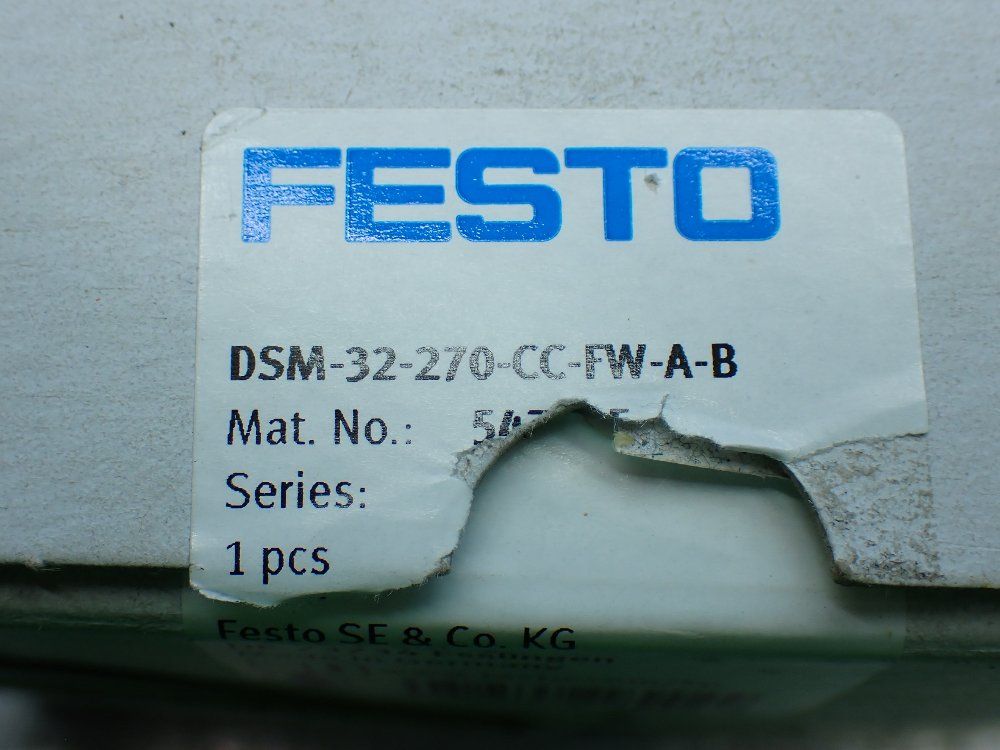 FESTO
DSM-32-270-CC-FW-A-B
Mat. No.:
Series:
1 pcs
Festo SE & Co. KG